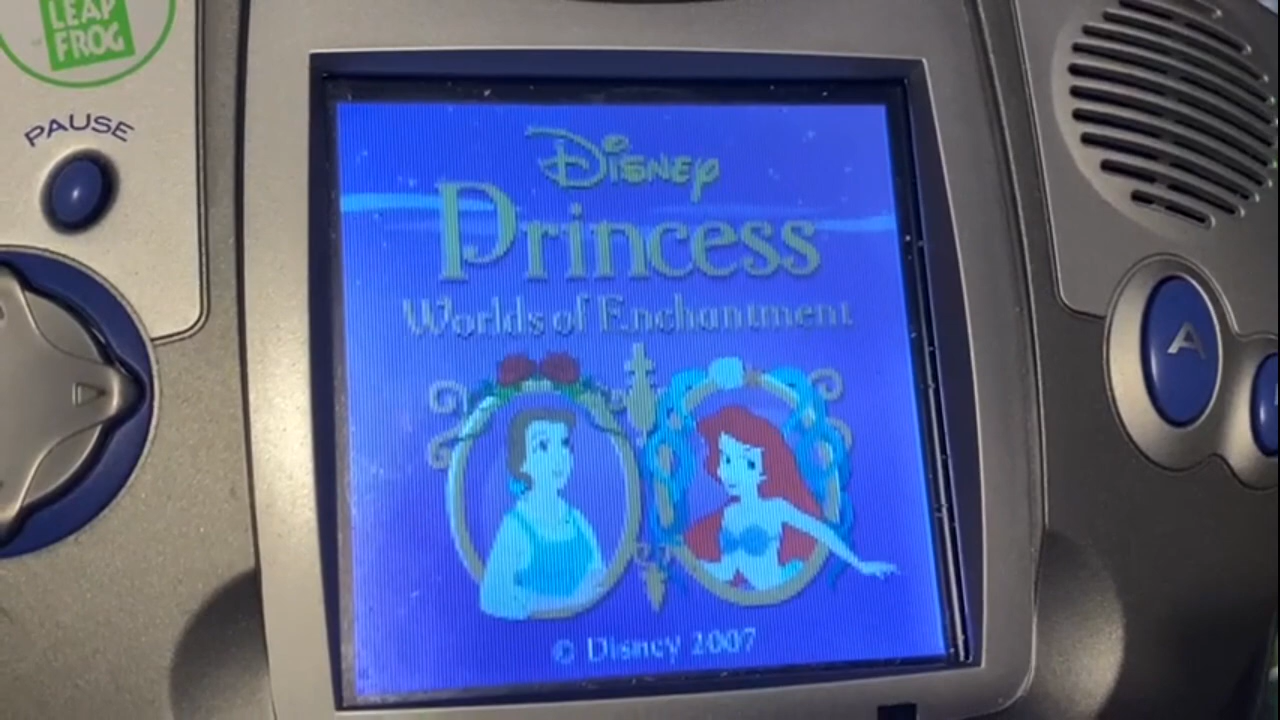 LEAP
FROG
PAUSE
Disney
Princess
Worlds of Enchantment
A
© Disney 2007